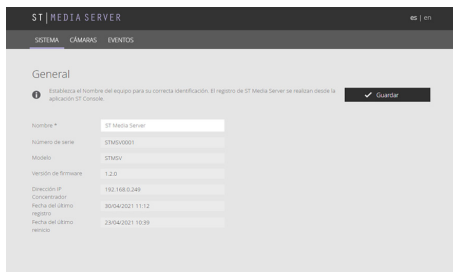 ST|MEDIA SERVER
es | en
SISTEMA CÁMARAS EVENTOS
General
Establezca el Nombre del equipo para su correcta identificación. El registro de ST Media Server se realizan desde la
aplicación ST Console.
Guardar
Nombre * ST Media Server
Número de serie STMSV0001
Modelo STMSV
Versión de firmware 1.2.0
Dirección IP
Concentrador
192.168.0.249
Fecha del último
registro
30/04/2021 11:12
Fecha del último
reinicio
23/04/2021 10:39